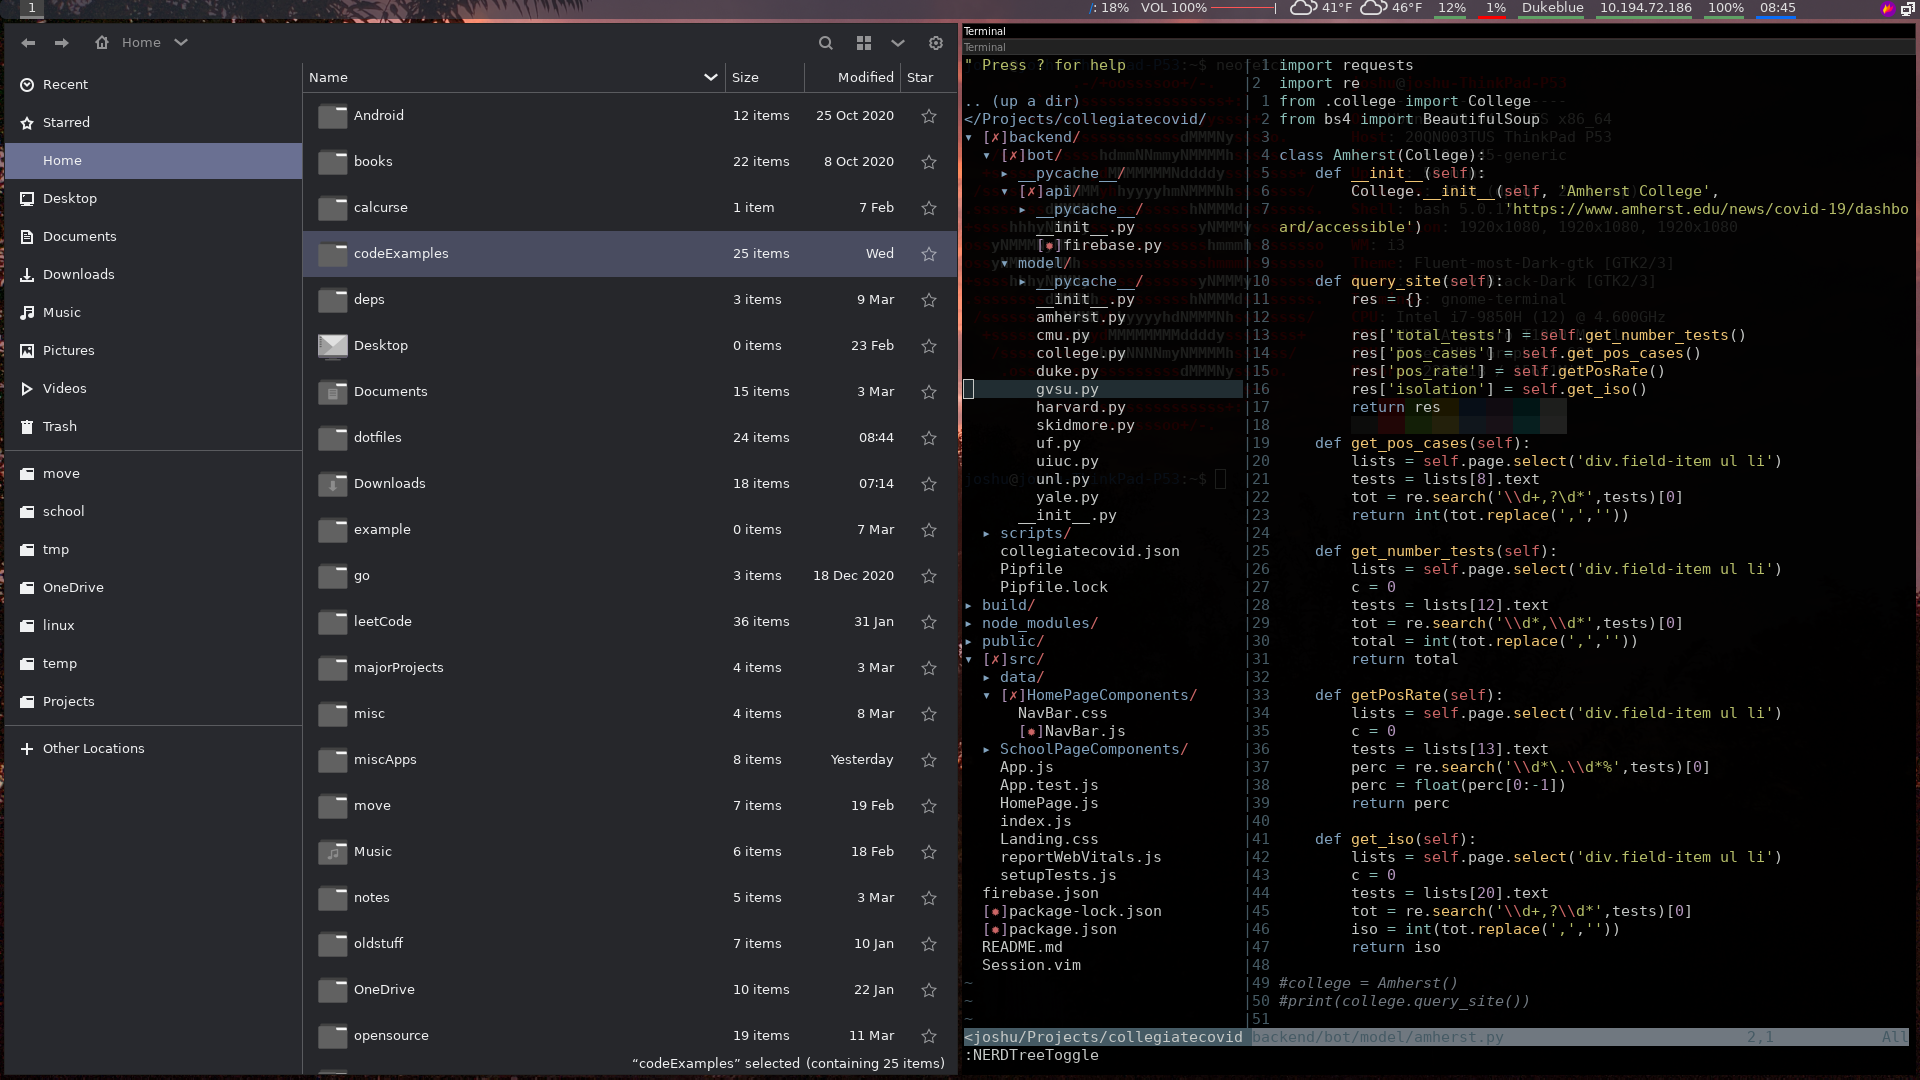 1
/: 18% VOL 100% 41°F 46°F 12% 1% Dukeblue 10.194.72.186 100% 08:45
Home
Recent
Starred
Home
Desktop
Documents
Downloads
Music
Pictures
Videos
Trash
move
school
tmp
OneDrive
linux
temp
Projects
Other Locations
Name Size Modified Star
Android 12 items 25 Oct 2020
books 22 items 8 Oct 2020
calcurse 1 item 7 Feb
codeExamples 25 items Wed
deps 3 items 9 Mar
Desktop 0 items 23 Feb
Documents 15 items 3 Mar
dotfiles 24 items 08:44
Downloads 18 items 07:14
example 0 items 7 Mar
go 3 items 18 Dec 2020
leetCode 36 items 31 Jan
majorProjects 4 items 3 Mar
misc 4 items 8 Mar
miscApps 8 items Yesterday
move 7 items 19 Feb
Music 6 items 18 Feb
notes 5 items 3 Mar
oldstuff 7 items 10 Jan
OneDrive 10 items 22 Jan
opensource 19 items 11 Mar
“codeExamples” selected (containing 25 items)
Terminal
Terminal
" Press ? for help
.. (up a dir)
</Projects/collegiatecovid/
▾ [✗]backend/
▾ [✗]bot/
▸ __pycache__/
▾ [✗]api/
▸ __pycache__/
__init__.py
[✹]firebase.py
▾ model/
▸ __pycache__/
__init__.py
amherst.py
cmu.py
college.py
duke.py
gvsu.py
harvard.py
skidmore.py
uf.py
uiuc.py
unl.py
yale.py
__init__.py
▸ scripts/
collegiatecovid.json
Pipfile
Pipfile.lock
▸ build/
▸ node_modules/
▸ public/
▾ [✗]src/
▸ data/
▾ [✗]HomePageComponents/
NavBar.css
[✹]NavBar.js
▸ SchoolPageComponents/
App.js
App.test.js
HomePage.js
index.js
Landing.css
reportWebVitals.js
setupTests.js
firebase.json
[✹]package-lock.json
[✹]package.json
README.md
Session.vim
~
~
~
1 import requests
2 import re
1 from .college import College
2 from bs4 import BeautifulSoup
3
4 class Amherst(College):
5 def __init__(self):
6 College.__init__(self, 'Amherst College',
7 'https://www.amherst.edu/news/covid-19/dashbo
ard/accessible')
8
9
10 def query_site(self):
11 res = {}
12
13 res['total_tests'] = self.get_number_tests()
14 res['pos_cases'] = self.get_pos_cases()
15 res['pos_rate'] = self.getPosRate()
16 res['isolation'] = self.get_iso()
17 return res
18
19 def get_pos_cases(self):
20 lists = self.page.select('div.field-item ul li')
21 tests = lists[8].text
22 tot = re.search('\\d+,?\d*',tests)[0]
23 return int(tot.replace(',',''))
24
25 def get_number_tests(self):
26 lists = self.page.select('div.field-item ul li')
27 c = 0
28 tests = lists[12].text
29 tot = re.search('\\d*,\\d*',tests)[0]
30 total = int(tot.replace(',',''))
31 return total
32
33 def getPosRate(self):
34 lists = self.page.select('div.field-item ul li')
35 c = 0
36 tests = lists[13].text
37 perc = re.search('\\d*\.\\d*%',tests)[0]
38 perc = float(perc[0:-1])
39 return perc
40
41 def get_iso(self):
42 lists = self.page.select('div.field-item ul li')
43 c = 0
44 tests = lists[20].text
45 tot = re.search('\\d+,?\\d*',tests)[0]
46 iso = int(tot.replace(',',''))
47 return iso
48
49 #college = Amherst()
50 #print(college.query_site())
51
<joshu/Projects/collegiatecovid backend/bot/model/amherst.py 2,1 All
:NERDTreeToggle